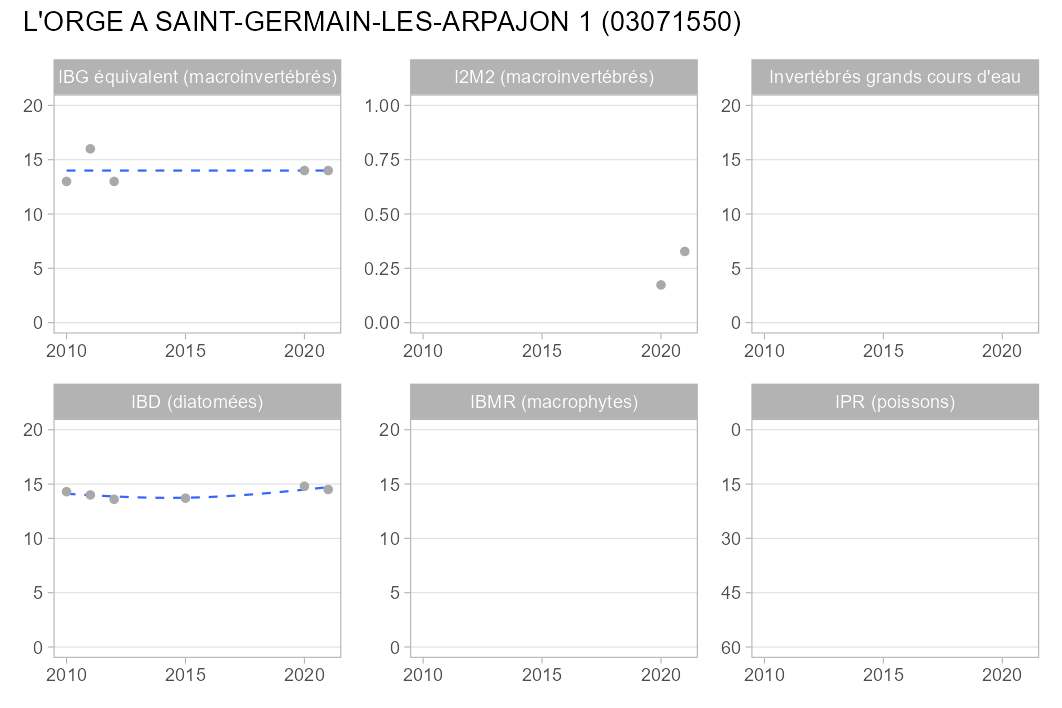 L'ORGE A SAINT-GERMAIN-LES-ARPAJON 1 (03071550)
IBG équivalent (macroinvertébrés)
20
15
10
5
0
2010 2015 2020
I2M2 (macroinvertébrés)
1.00
0.75
0.50
0.25
0.00
2010 2015 2020
Invertébrés grands cours d'eau
20
15
10
5
0
2010 2015 2020
IBD (diatomées)
20
15
10
5
0
2010 2015 2020
IBMR (macrophytes)
20
15
10
5
0
2010 2015 2020
IPR (poissons)
0
15
30
45
60
2010 2015 2020